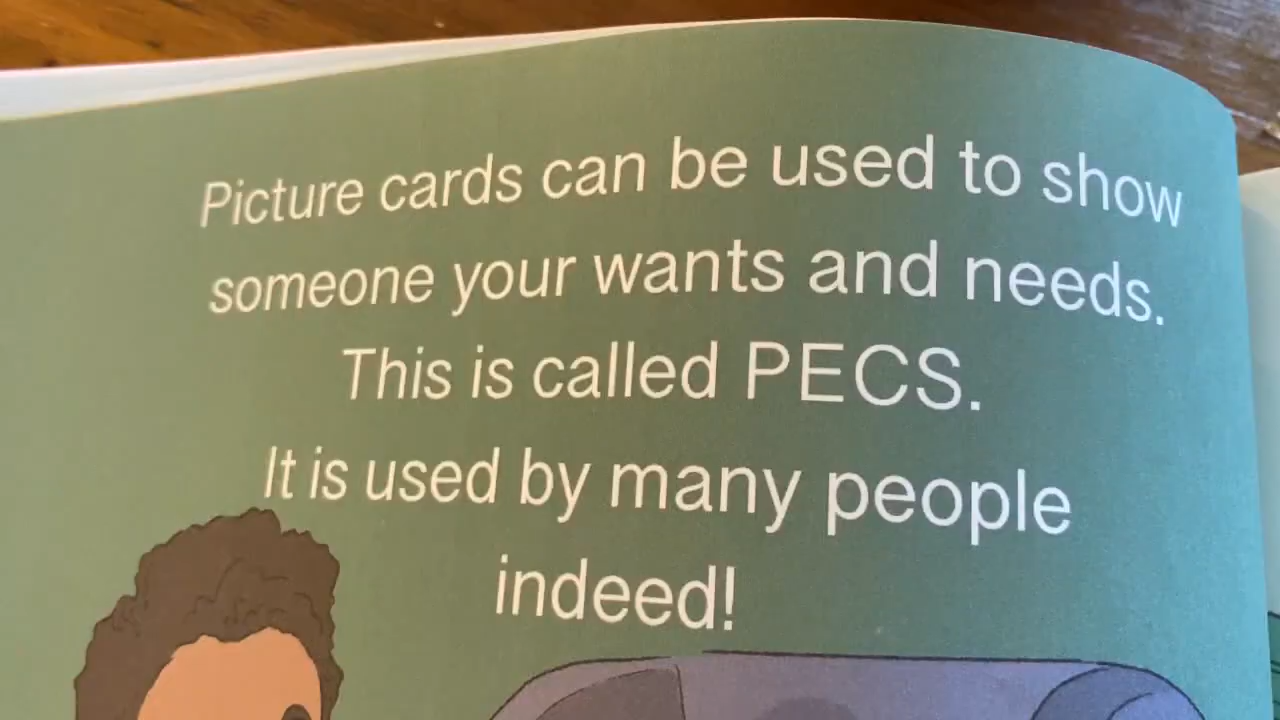 Picture cards can be used to show
someone your wants and needs.
This is called PECS.
It is used by many people
indeed!